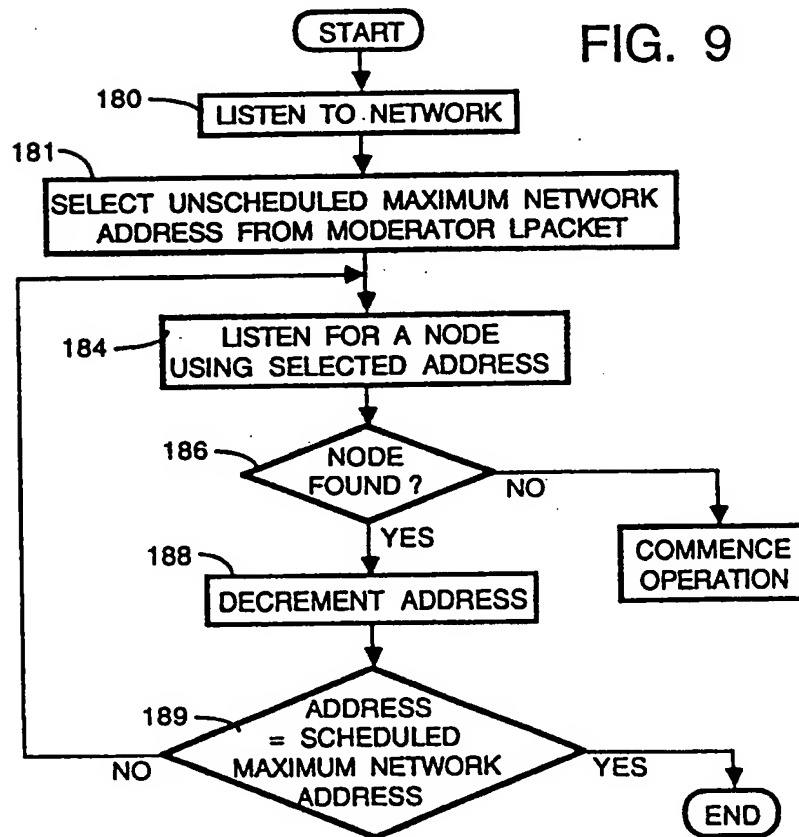 START
FIG. 9
180
LISTEN TO NETWORK
181
SELECT UNSCHEDULED MAXIMUM NETWORK
ADDRESS FROM MODERATOR LPACKET
184
LISTEN FOR A NODE
USING SELECTED ADDRESS
186
NODE
FOUND ?
NO
YES
COMMENCE
OPERATION
188
DECREMENT ADDRESS
189
ADDRESS
= SCHEDULED
MAXIMUM NETWORK
ADDRESS
NO
YES
END